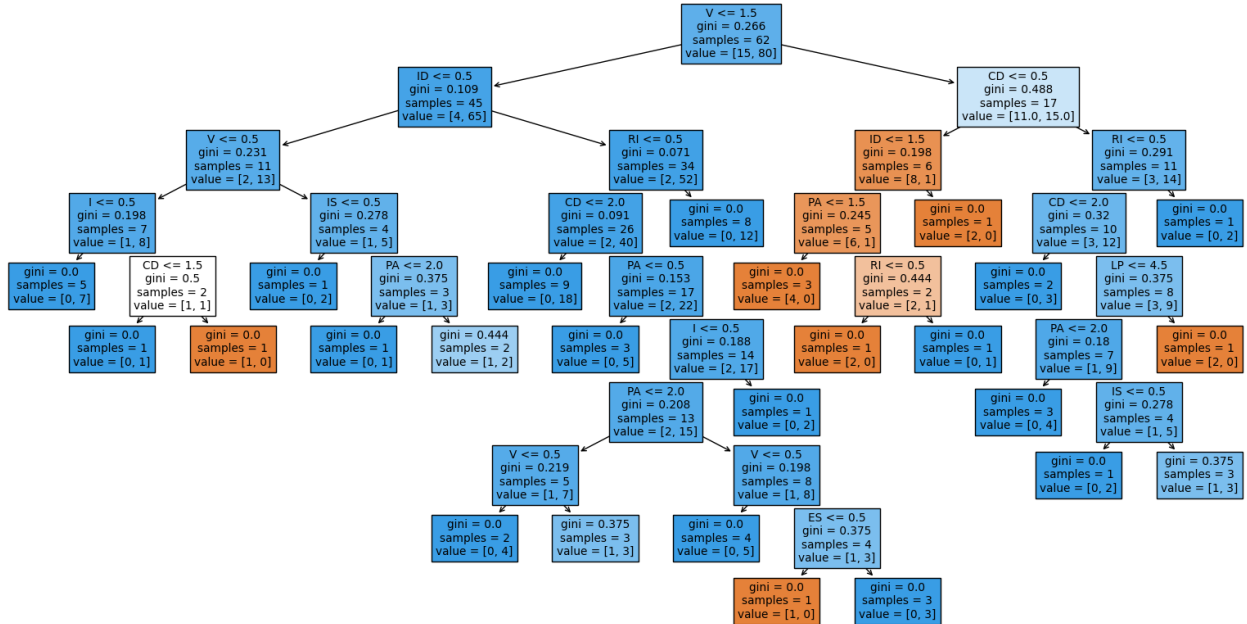 V <= 1.5
gini = 0.266
samples = 62
value = [15, 80]
ID <= 0.5
gini = 0.109
samples = 45
value = [4, 65]
CD <= 0.5
gini = 0.488
samples = 17
value = [11.0, 15.0]
V <= 0.5
gini = 0.231
samples = 11
value = [2, 13]
RI <= 0.5
gini = 0.071
samples = 34
value = [2, 52]
ID <= 1.5
gini = 0.198
samples = 6
value = [8, 1]
RI <= 0.5
gini = 0.291
samples = 11
value = [3, 14]
I <= 0.5
gini = 0.198
samples = 7
value = [1, 8]
IS <= 0.5
gini = 0.278
samples = 4
value = [1, 5]
CD <= 2.0
gini = 0.091
samples = 26
value = [2, 40]
gini = 0.0
samples = 8
value = [0, 12]
PA <= 1.5
gini = 0.245
samples = 5
value = [6, 1]
gini = 0.0
samples = 1
value = [2, 0]
CD <= 2.0
gini = 0.32
samples = 10
value = [3, 12]
gini = 0.0
samples = 1
value = [0, 2]
gini = 0.0
samples = 5
value = [0, 7]
CD <= 1.5
gini = 0.5
samples = 2
value = [1, 1]
gini = 0.0
samples = 1
value = [0, 2]
PA <= 2.0
gini = 0.375
samples = 3
value = [1, 3]
gini = 0.0
samples = 9
value = [0, 18]
PA <= 0.5
gini = 0.153
samples = 17
value = [2, 22]
gini = 0.0
samples = 3
value = [4, 0]
RI <= 0.5
gini = 0.444
samples = 2
value = [2, 1]
gini = 0.0
samples = 2
value = [0, 3]
LP <= 4.5
gini = 0.375
samples = 8
value = [3, 9]
gini = 0.0
samples = 1
value = [0, 1]
gini = 0.0
samples = 1
value = [1, 0]
gini = 0.0
samples = 1
value = [0, 1]
gini = 0.444
samples = 2
value = [1, 2]
gini = 0.0
samples = 3
value = [0, 5]
I <= 0.5
gini = 0.188
samples = 14
value = [2, 17]
gini = 0.0
samples = 1
value = [2, 0]
gini = 0.0
samples = 1
value = [0, 1]
PA <= 2.0
gini = 0.18
samples = 7
value = [1, 9]
gini = 0.0
samples = 1
value = [2, 0]
PA <= 2.0
gini = 0.208
samples = 13
value = [2, 15]
gini = 0.0
samples = 1
value = [0, 2]
gini = 0.0
samples = 3
value = [0, 4]
IS <= 0.5
gini = 0.278
samples = 4
value = [1, 5]
V <= 0.5
gini = 0.219
samples = 5
value = [1, 7]
V <= 0.5
gini = 0.198
samples = 8
value = [1, 8]
gini = 0.0
samples = 1
value = [0, 2]
gini = 0.375
samples = 3
value = [1, 3]
gini = 0.0
samples = 2
value = [0, 4]
gini = 0.375
samples = 3
value = [1, 3]
gini = 0.0
samples = 4
value = [0, 5]
ES <= 0.5
gini = 0.375
samples = 4
value = [1, 3]
gini = 0.0
samples = 1
value = [1, 0]
gini = 0.0
samples = 3
value = [0, 3]